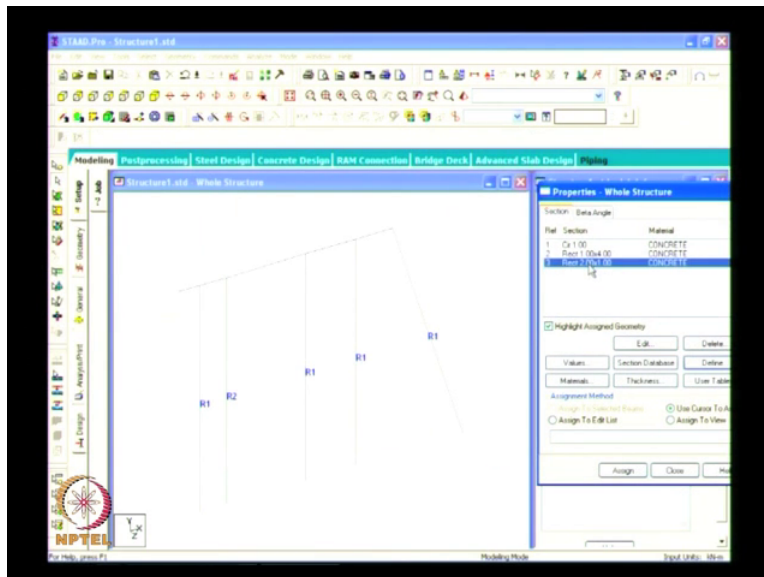 STAAD.Pro - Structure1.std
Modeling Postprocessing Steel Design Concrete Design RAM Connection Bridge Deck Advanced Slab Design Piping
Setup
Job
Geometry
General
Analysis/Print
Design
Structure1.std - Whole Structure
R1
R2
R1
R1
R1
Y
X
Z
Properties - Whole Structure
Section Beta Angle
Ref Section Material
1 Cir 1.00 CONCRETE
2 Rect 1.00x4.00 CONCRETE
3 Rect 2.00x1.00 CONCRETE
Highlight Assigned Geometry
Edit... Delete
Values... Section Database Define
Materials... Thickness... User Table
Assignment Method
Assign To Selected Beams Use Cursor To A
Assign To Edit List Assign To View
Assign Close
NPTEL
For Help, press F1 Modeling Mode Input Units: kN-m